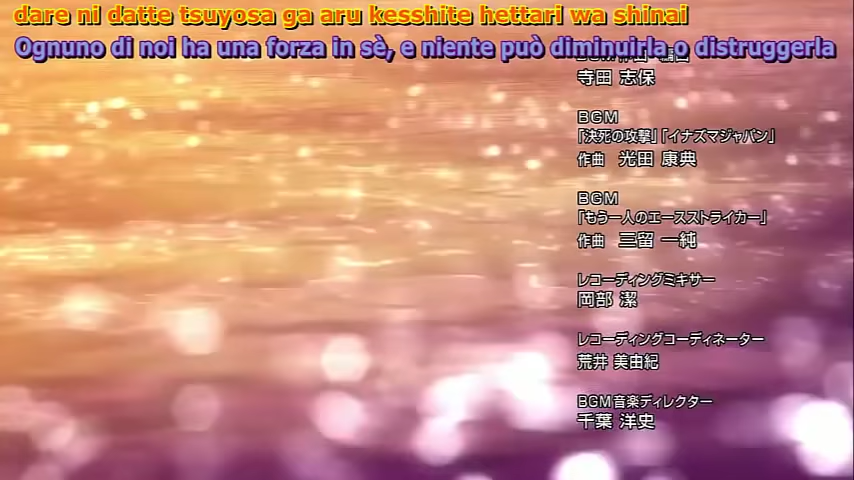 dare ni datte tsuyosa ga aru kesshite hettari wa shinai
Ognuno di noi ha una forza in sè, e niente può diminuirla o distruggerla
寺田 志保
BGM
「決死の攻撃」「イナズマジャパン」
作曲 光田 康典
BGM
「もう一人のエースストライカー」
作曲 三留 一純
レコーディングミキサー
岡部 潔
レコーディングコーディネーター
荒井 美由紀
BGM音楽ディレクター
千葉 洋史